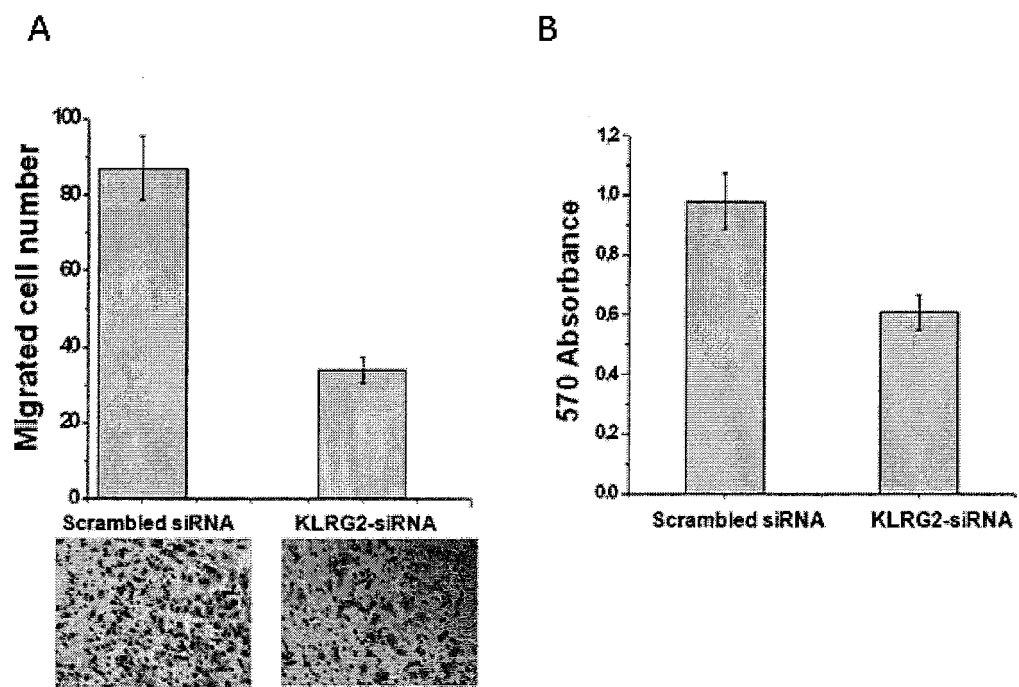 A
B
Migrated cell number
100
80
60
40
20
0
Scrambled siRNA
KLRG2-siRNA
570 Absorbance
1,2
1,0
0,8
0,6
0,4
0,2
0,0
Scrambled siRNA
KLRG2-siRNA